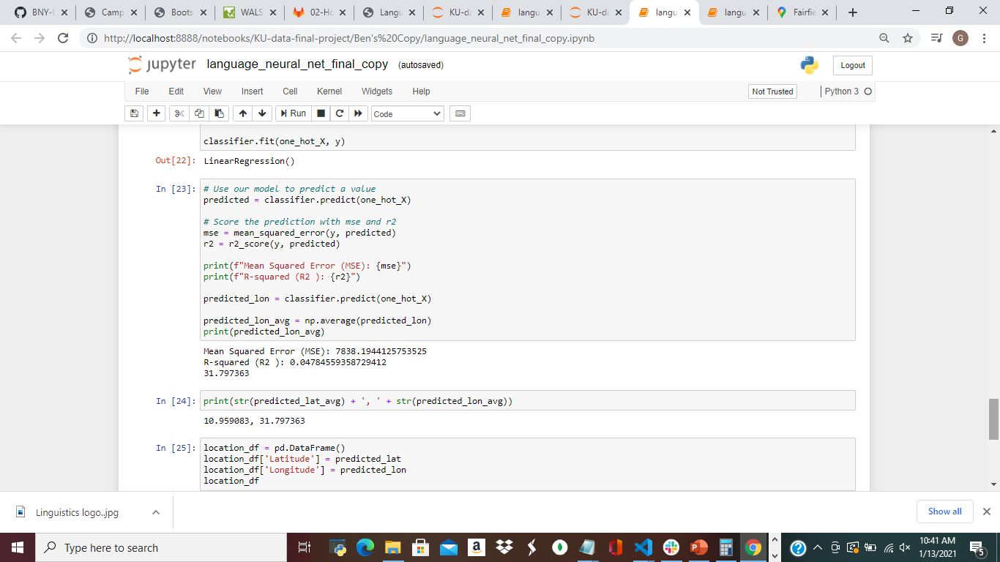 BNY-L
Camp
Boots
WALS
02-Ho
Langu
KU-da
langu
KU-da
langu
langu
Fairfie
http://localhost:8888/notebooks/KU-data-final-project/Ben's%20Copy/language_neural_net_final_copy.ipynb
G
jupyter language_neural_net_final_copy (autosaved)
Logout
File Edit View Insert Cell Kernel Widgets Help
Not Trusted
Python 3
Run
Code
classifier.fit(one_hot_X, y)
Out[22]: LinearRegression()
In [23]: # Use our model to predict a value
predicted = classifier.predict(one_hot_X)
# Score the prediction with mse and r2
mse = mean_squared_error(y, predicted)
r2 = r2_score(y, predicted)
print(f"Mean Squared Error (MSE): {mse}")
print(f"R-squared (R2 ): {r2}")
predicted_lon = classifier.predict(one_hot_X)
predicted_lon_avg = np.average(predicted_lon)
print(predicted_lon_avg)
Mean Squared Error (MSE): 7838.1944125753525
R-squared (R2 ): 0.04784559358729412
31.797363
In [24]: print(str(predicted_lat_avg) + ', ' + str(predicted_lon_avg))
10.959083, 31.797363
In [25]: location_df = pd.DataFrame()
location_df['Latitude'] = predicted_lat
location_df['Longitude'] = predicted_lon
location_df
Linguistics logo..jpg
Show all
Type here to search
10:41 AM
1/13/2021
5